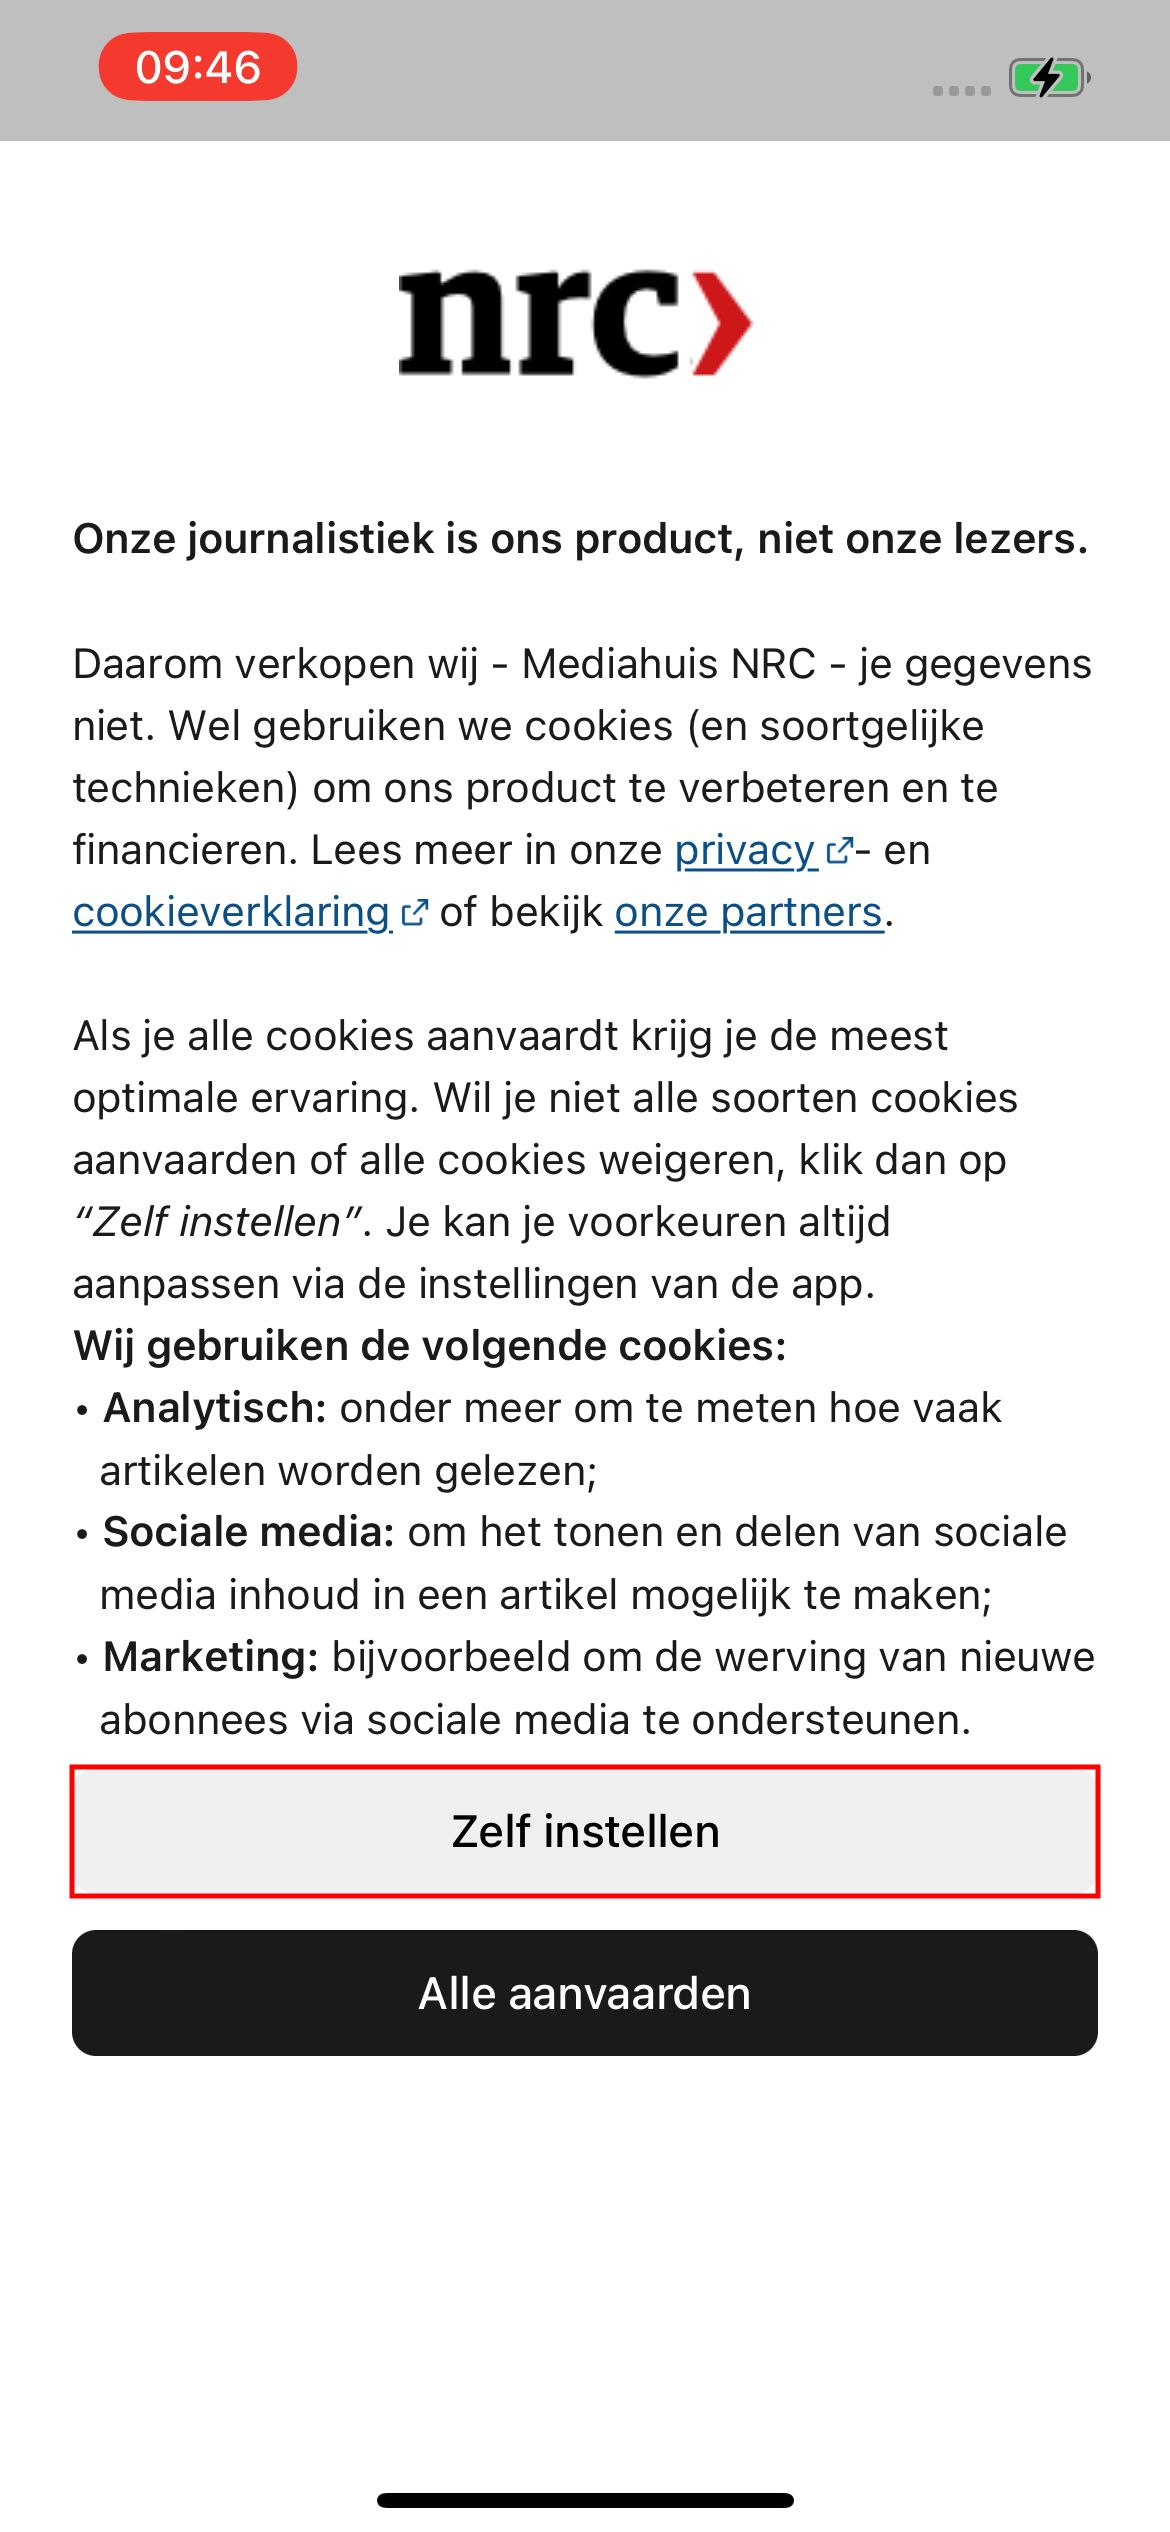 09:46
nrc
Onze journalistiek is ons product, niet onze lezers.
Daarom verkopen wij - Mediahuis NRC - je gegevens
niet. Wel gebruiken we cookies (en soortgelijke
technieken) om ons product te verbeteren en te
financieren. Lees meer in onze privacy - en
cookieverklaring of bekijk onze partners.
Als je alle cookies aanvaardt krijg je de meest
optimale ervaring. Wil je niet alle soorten cookies
aanvaarden of alle cookies weigeren, klik dan op
“Zelf instellen”. Je kan je voorkeuren altijd
aanpassen via de instellingen van de app.
Wij gebruiken de volgende cookies:
• Analytisch: onder meer om te meten hoe vaak
artikelen worden gelezen;
• Sociale media: om het tonen en delen van sociale
media inhoud in een artikel mogelijk te maken;
• Marketing: bijvoorbeeld om de werving van nieuwe
abonnees via sociale media te ondersteunen.
Zelf instellen
Alle aanvaarden